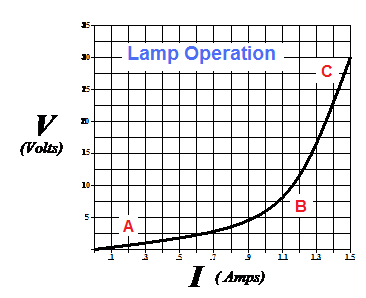 35
Lamp Operation
30
C
25
V
20
(Volts)
15
10
B
5
A
.1 .3 .5 .7 .9 1.1 1.3 1.5
I (Amps)